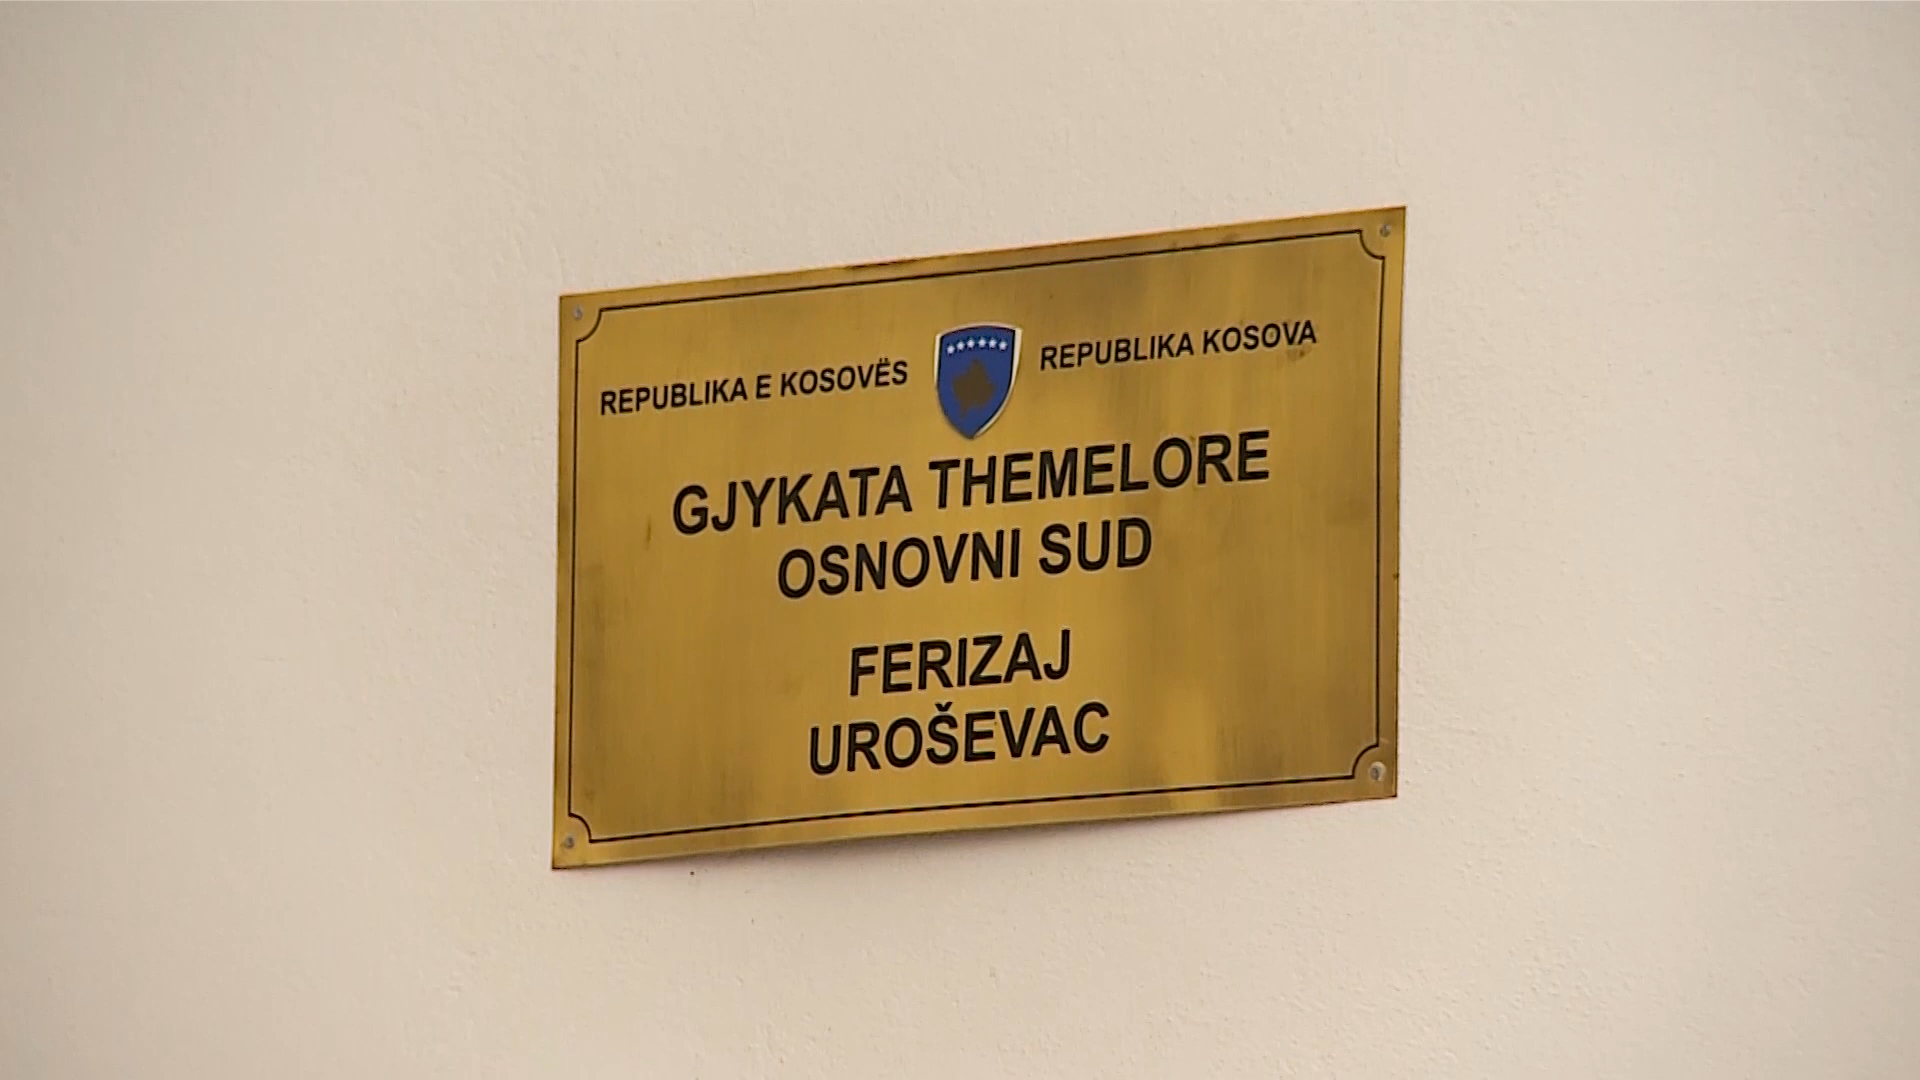 REPUBLIKA E KOSOVËS REPUBLIKA KOSOVA
GJYKATA THEMELORE
OSNOVNI SUD
FERIZAJ
UROŠEVAC